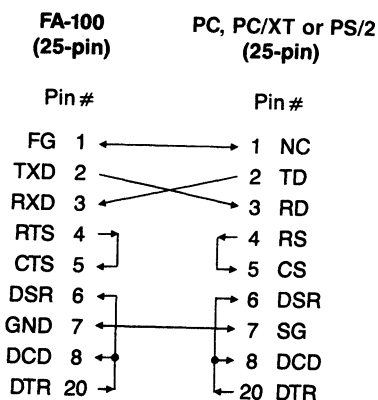 FA-100 PC, PC/XT or PS/2
(25-pin) (25-pin)
Pin # Pin #
FG 1 1 NC
TXD 2 2 TD
RXD 3 3 RD
RTS 4 4 RS
CTS 5 5 CS
DSR 6 6 DSR
GND 7 7 SG
DCD 8 8 DCD
DTR 20 20 DTR